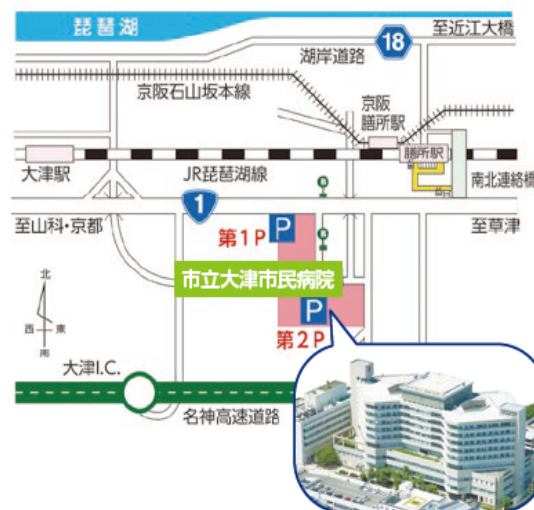 琵琶湖
18
至近江大橋
湖岸道路
京阪石山坂本線
京阪
膳所駅
膳所駅
大津駅
JR琵琶湖線
南北連絡橋
1
至山科・京都
至草津
第1P
P
市立大津市民病院
P
第2P
北
西
東
南
大津I.C.
名神高速道路